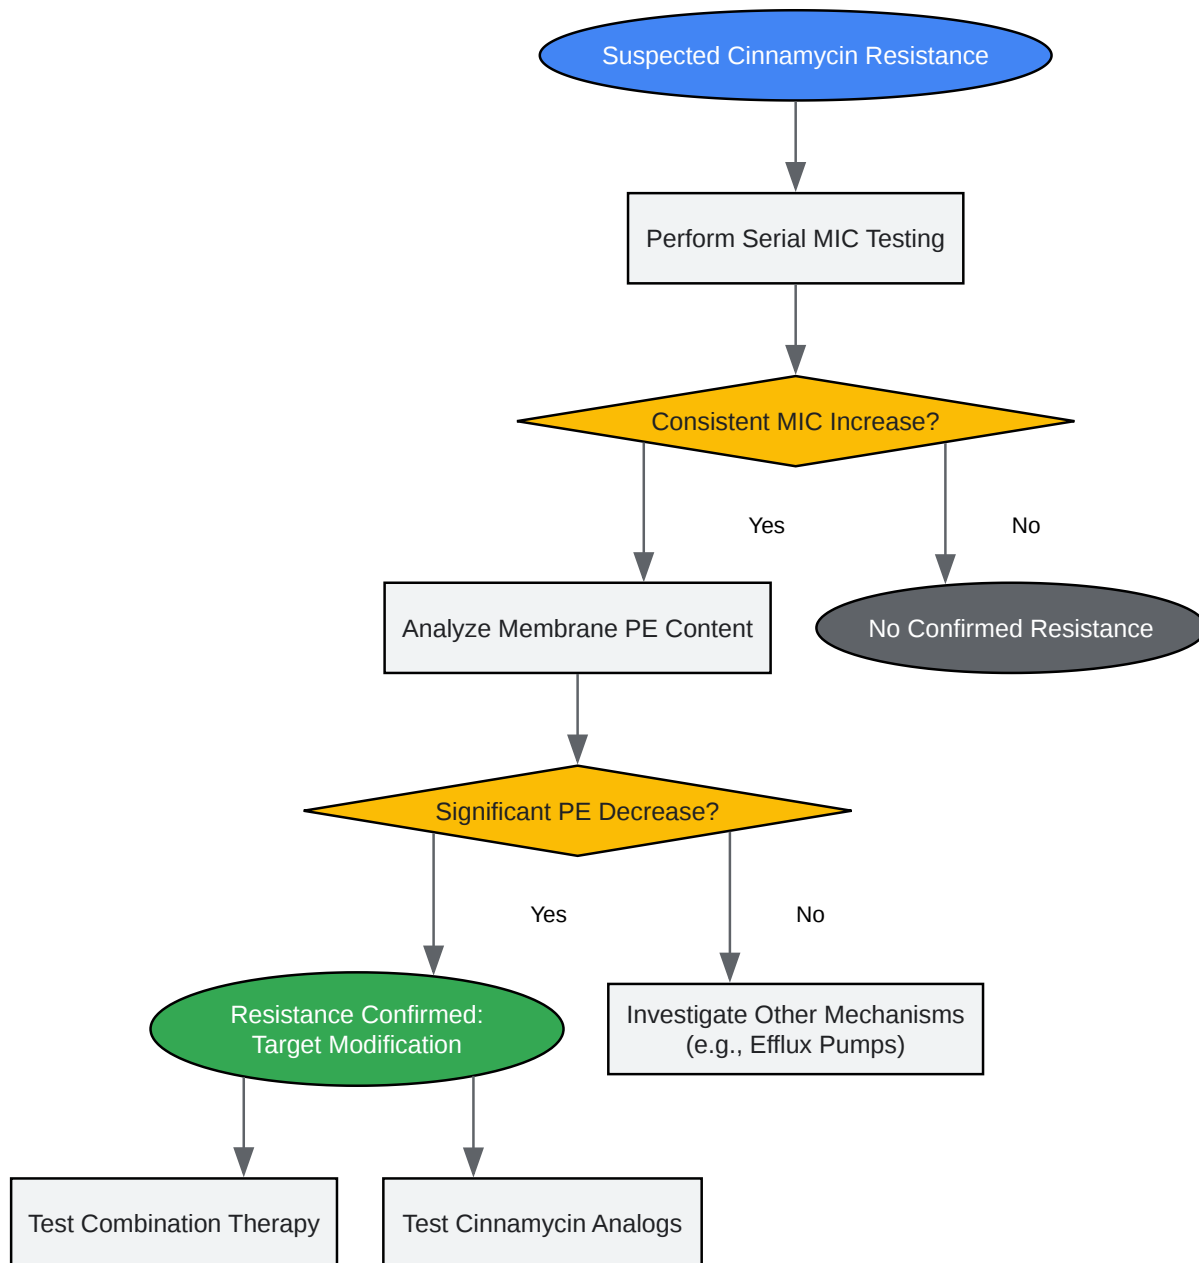 Suspected Cinnamycin Resistance
Perform Serial MIC Testing
Consistent MIC Increase?
Yes
No
Analyze Membrane PE Content
No Confirmed Resistance
Significant PE Decrease?
Yes
No
Resistance Confirmed:
Target Modification
Investigate Other Mechanisms
(e.g., Efflux Pumps)
Test Combination Therapy
Test Cinnamycin Analogs